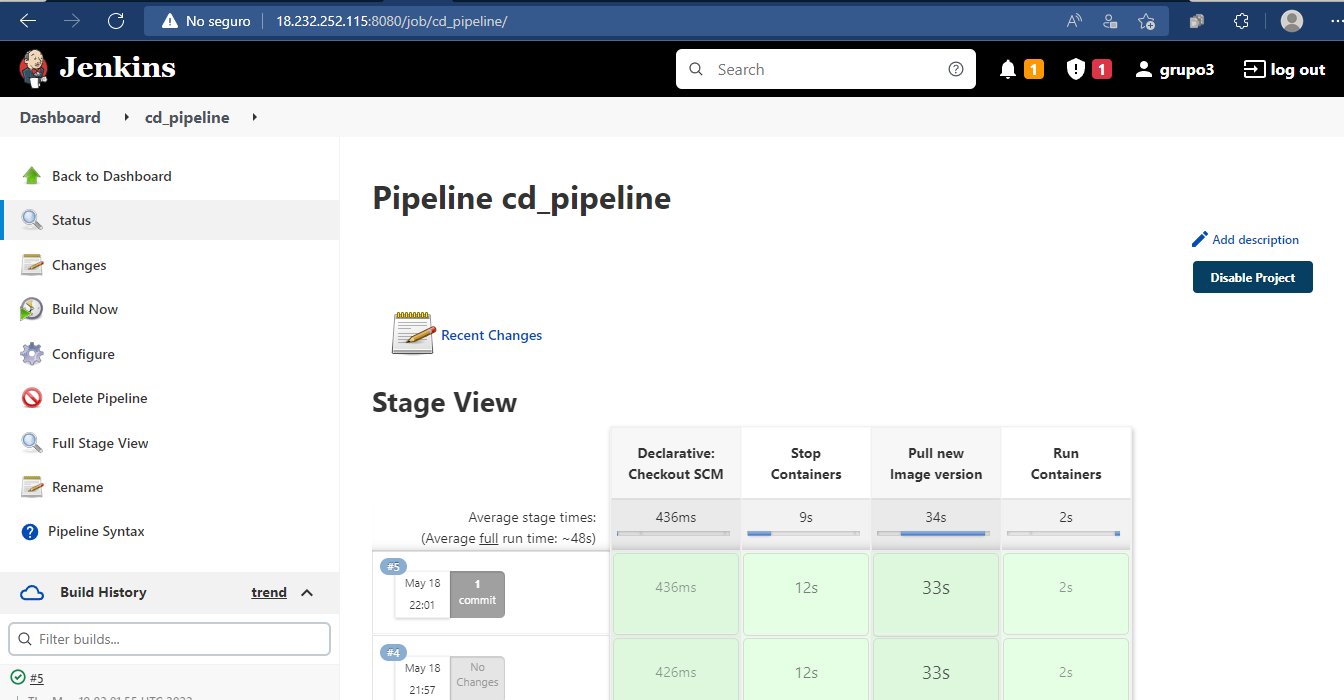 No seguro
18.232.252.115:8080/job/cd_pipeline/
Jenkins
Search
1
1
grupo3
log out
Dashboard
cd_pipeline
Back to Dashboard
Status
Changes
Build Now
Configure
Delete Pipeline
Full Stage View
Rename
Pipeline Syntax
Build History
trend
Filter builds...
#5
Pipeline cd_pipeline
Add description
Disable Project
Recent Changes
Stage View
Declarative:
Checkout SCM
Stop
Containers
Pull new
Image version
Run
Containers
Average stage times:
(Average full run time: ~48s)
436ms
9s
34s
2s
#5
May 18
22:01
1
commit
436ms
12s
33s
2s
#4
May 18
21:57
No
Changes
426ms
12s
33s
2s